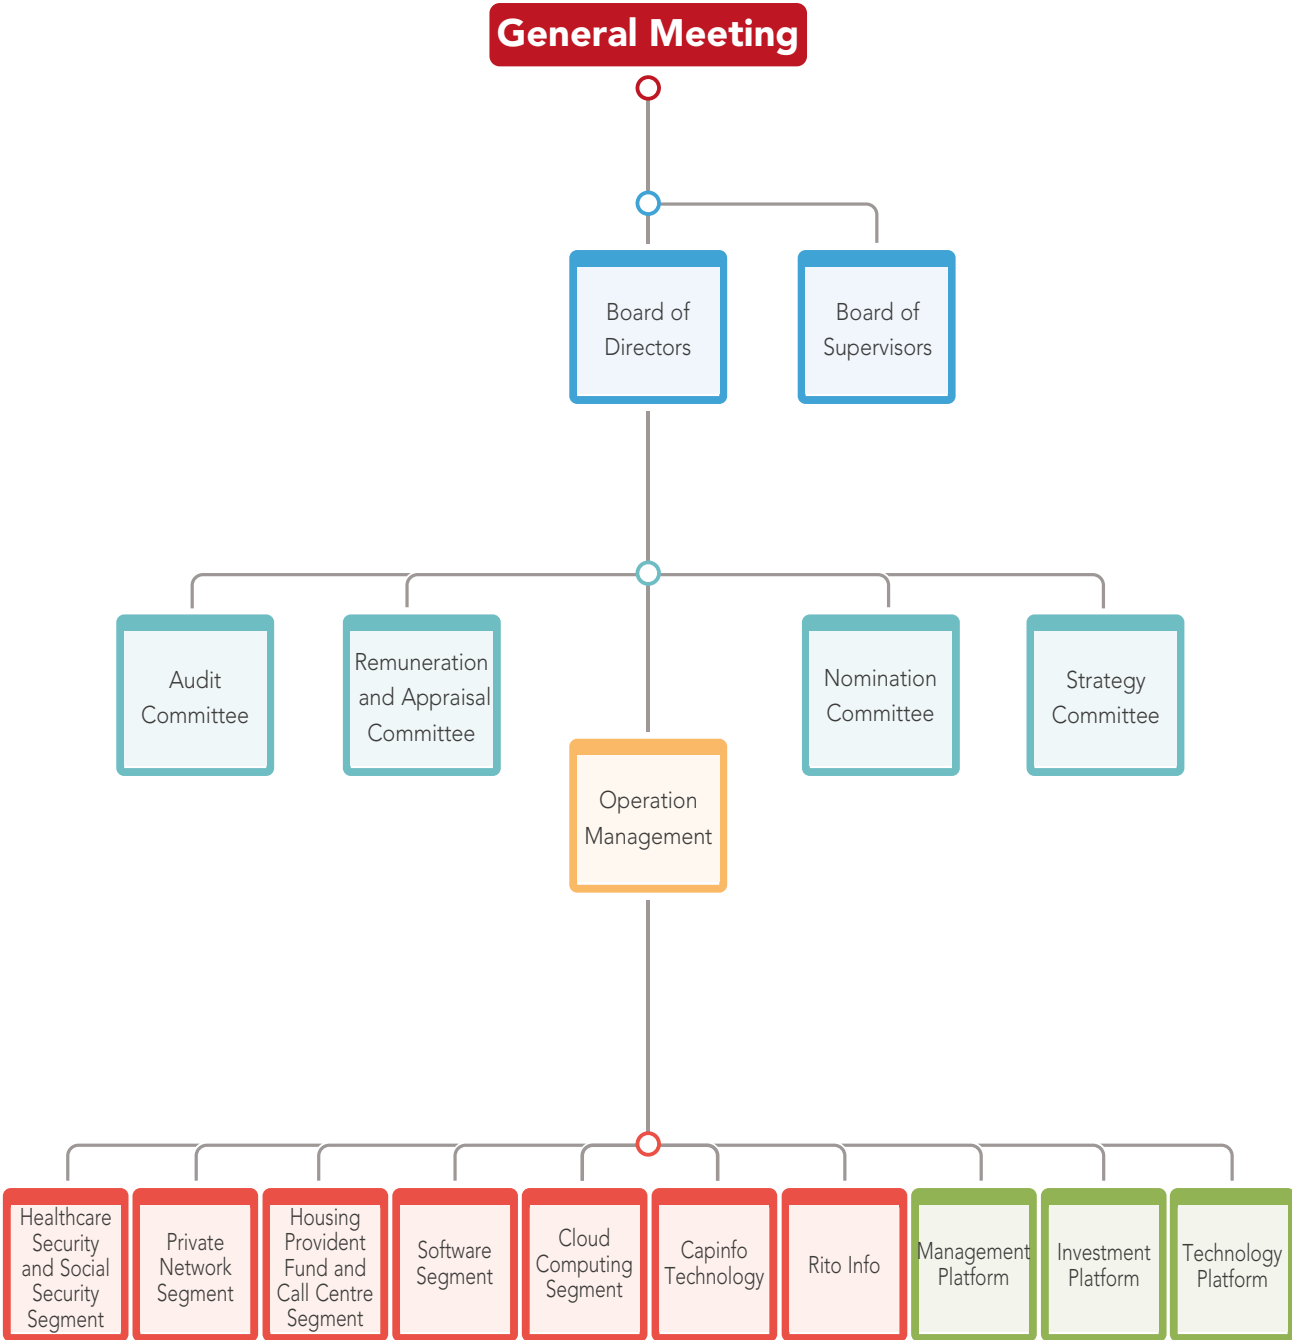 General Meeting
Board of
Directors
Board of
Supervisors
Audit
Committee
Remuneration
and Appraisal
Committee
Nomination
Committee
Strategy
Committee
Operation
Management
Healthcare
Security
and Social
Security
Segment
Private
Network
Segment
Housing
Provident
Fund and
Call Centre
Segment
Software
Segment
Cloud
Computing
Segment
Capinfo
Technology
Rito Info
Management
Platform
Investment
Platform
Technology
Platform